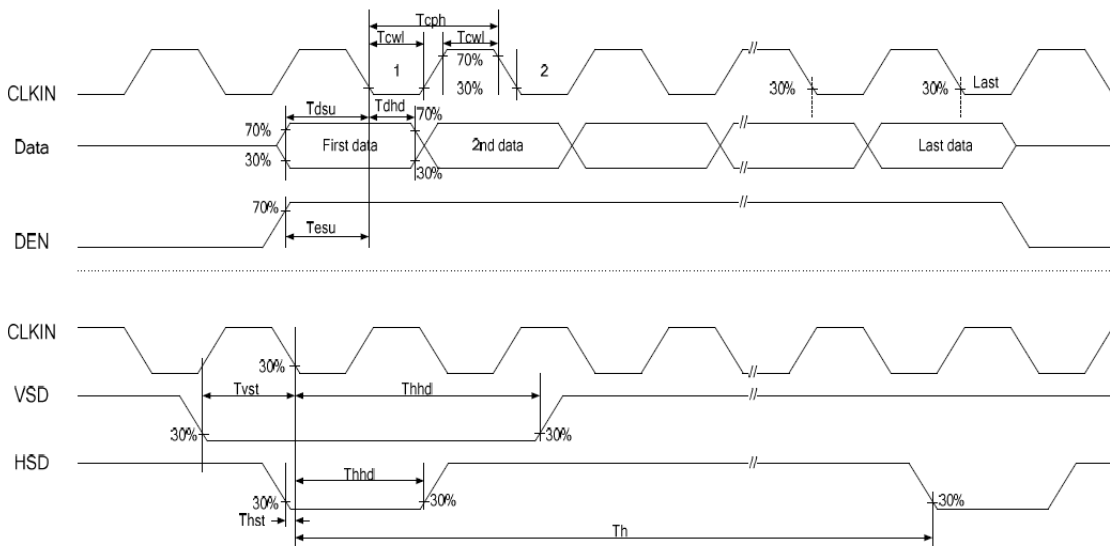 Tcph
Tcwl Tcwl
70%
1 2
30% 30% 30% Last
CLKIN
Tdsu Tdhd
70% 70%
Data First data 2nd data Last data
30% 30%
70%
Tesu
DEN
CLKIN
30%
Tvst Thhdl
VSD
30% 30%
HSD
Thhdl
30% 30% 30%
Thst
Th